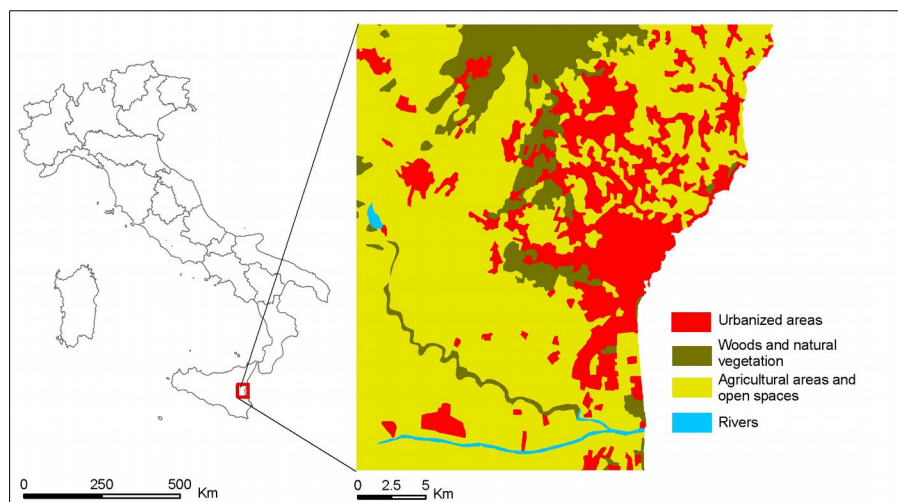 Urbanized areas
Woods and natural
vegetation
Agricultural areas and
open spaces
Rivers
0 250 500 Km
0 2.5 5 Km